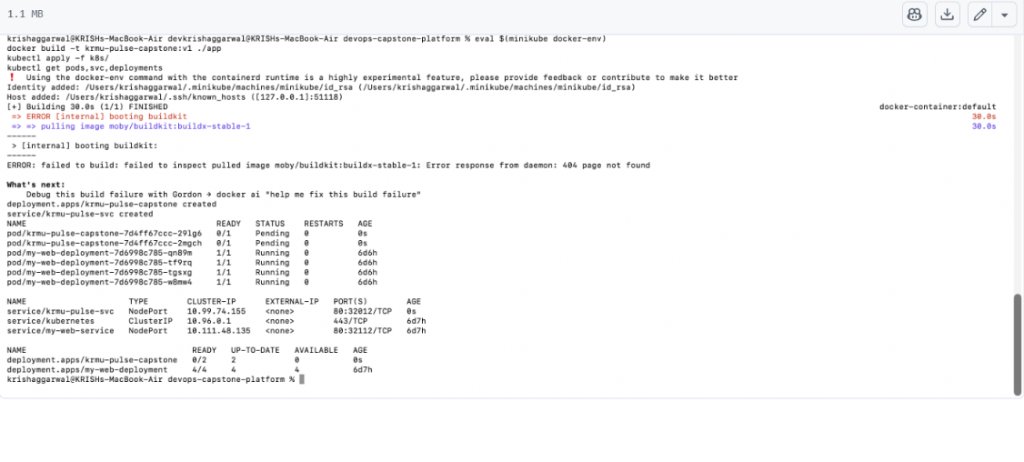 1.1 MB
krishaggarwal@KRISHs-MacBook-Air devkrishaggarwal@KRISHs-MacBook-Air devops-capstone-platform % eval $(minikube docker-env)
docker build -t krmu-pulse-capstone:v1 ./app
kubectl apply -f k8s/
kubectl get pods,svc,deployments
❗  Using the docker-env command with the containerd runtime is a highly experimental feature, please provide feedback or contribute to make it better
Identity added: /Users/krishaggarwal/.minikube/machines/minikube/id_rsa (/Users/krishaggarwal/.minikube/machines/minikube/id_rsa)
Host added: /Users/krishaggarwal/.ssh/known_hosts ([127.0.0.1]:51118)
[+] Building 30.0s (1/1) FINISHED docker-container:default
=> ERROR [internal] booting buildkit 30.0s
=> => pulling image moby/buildkit:buildx-stable-1 30.0s
------
> [internal] booting buildkit:
------
ERROR: failed to build: failed to inspect pulled image moby/buildkit:buildx-stable-1: Error response from daemon: 404 page not found
What's next:
Debug this build failure with Gordon → docker ai "help me fix this build failure"
deployment.apps/krmu-pulse-capstone created
service/krmu-pulse-svc created
NAME READY STATUS RESTARTS AGE
pod/krmu-pulse-capstone-7d4ff67ccc-29lg6 0/1 Pending 0 0s
pod/krmu-pulse-capstone-7d4ff67ccc-2mgch 0/1 Pending 0 0s
pod/my-web-deployment-7d6998c785-qn89m 1/1 Running 0 6d6h
pod/my-web-deployment-7d6998c785-tf9rq 1/1 Running 0 6d6h
pod/my-web-deployment-7d6998c785-tgsxg 1/1 Running 0 6d6h
pod/my-web-deployment-7d6998c785-w8mw4 1/1 Running 0 6d6h
NAME TYPE CLUSTER-IP EXTERNAL-IP PORT(S) AGE
service/krmu-pulse-svc NodePort 10.99.74.155 <none> 80:32012/TCP 0s
service/kubernetes ClusterIP 10.96.0.1 <none> 443/TCP 6d7h
service/my-web-service NodePort 10.111.48.135 <none> 80:32112/TCP 6d7h
NAME READY UP-TO-DATE AVAILABLE AGE
deployment.apps/krmu-pulse-capstone 0/2 2 0 0s
deployment.apps/my-web-deployment 4/4 4 4 6d7h
krishaggarwal@KRISHs-MacBook-Air devops-capstone-platform %